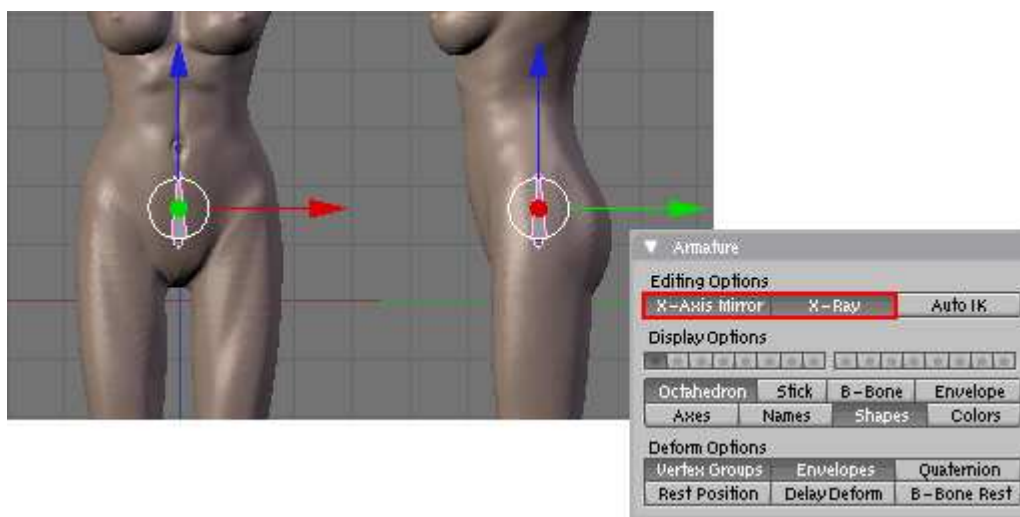 Armature
Editing Options
X-Axis Mirror X-Ray Auto IK
Display Options
Octahedron Stick B-Bone Envelope
Axes Names Shapes Colors
Deform Options
Vertex Groups Envelopes Quaternion
Rest Position Delay Deform B-Bone Rest